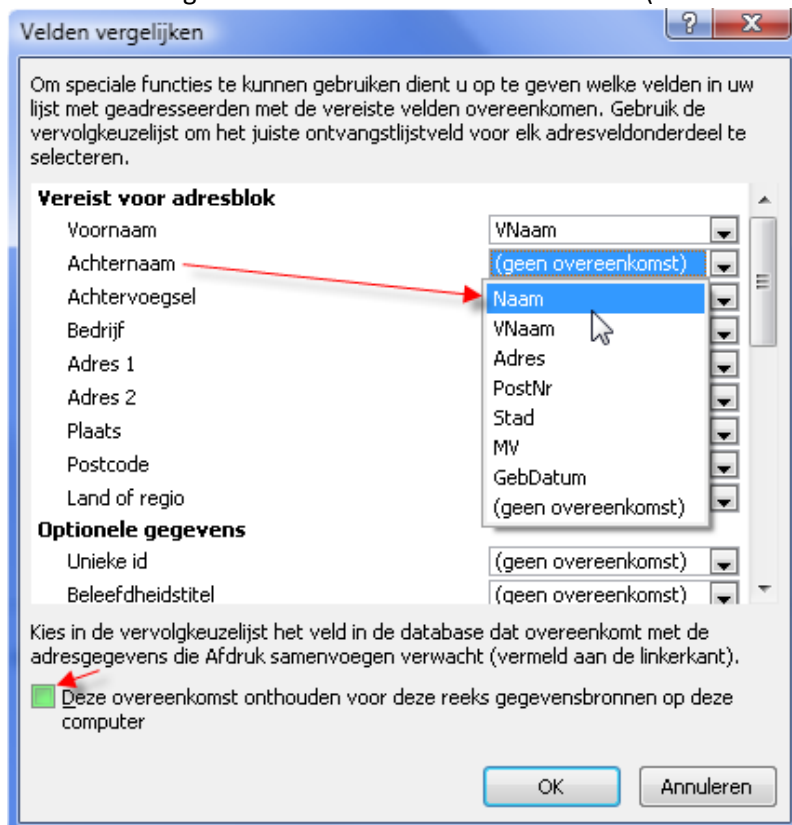 Velden vergelijken
Om speciale functies te kunnen gebruiken dient u op te geven welke velden in uw
lijst met geadresseerden met de vereiste velden overeenkomen. Gebruik de
vervolgkeuzelijst om het juiste ontvangstlijstveld voor elk adresveldonderdeel te
selecteren.
Vereist voor adresblok
Voornaam VNaam
Achternaam (geen overeenkomst)
Achtervoegsel Naam
Bedrijf VNaam
Adres 1 Adres
Adres 2 PostNr
Plaats Stad
MV
Postcode GebDatum
Land of regio (geen overeenkomst)
Optionele gegevens
Unieke id (geen overeenkomst)
Beleefdheidstitel (geen overeenkomst)
Kies in de vervolgkeuzelijst het veld in de database dat overeenkomt met de
adresgegevens die Afdruk samenvoegen verwacht (vermeld aan de linkerkant).
Deze overeenkomst onthouden voor deze reeks gegevensbronnen op deze
computer
OK Annuleren